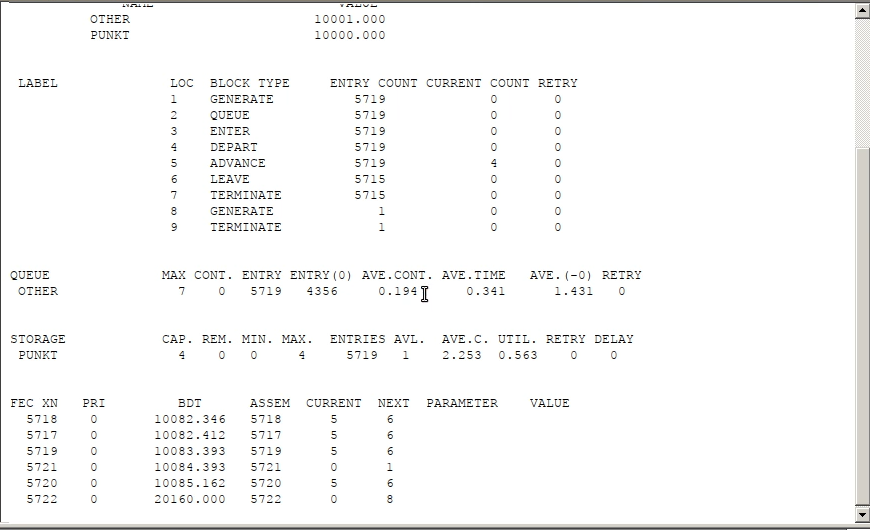 NAME VALUE
OTHER 10001.000
PUNKT 10000.000
LABEL LOC BLOCK TYPE ENTRY COUNT CURRENT COUNT RETRY
1 GENERATE 5719 0 0
2 QUEUE 5719 0 0
3 ENTER 5719 0 0
4 DEPART 5719 0 0
5 ADVANCE 5719 4 0
6 LEAVE 5715 0 0
7 TERMINATE 5715 0 0
8 GENERATE 1 0 0
9 TERMINATE 1 0 0
QUEUE MAX CONT. ENTRY ENTRY(0) AVE.CONT. AVE.TIME AVE.(-0) RETRY
OTHER 7 0 5719 4356 0.194 0.341 1.431 0
STORAGE CAP. REM. MIN. MAX. ENTRIES AVL. AVE.C. UTIL. RETRY DELAY
PUNKT 4 0 0 4 5719 1 2.253 0.563 0 0
FEC XN PRI BDT ASSEM CURRENT NEXT PARAMETER VALUE
5718 0 10082.346 5718 5 6
5717 0 10082.412 5717 5 6
5719 0 10083.393 5719 5 6
5721 0 10084.393 5721 0 1
5720 0 10085.162 5720 5 6
5722 0 20160.000 5722 0 8